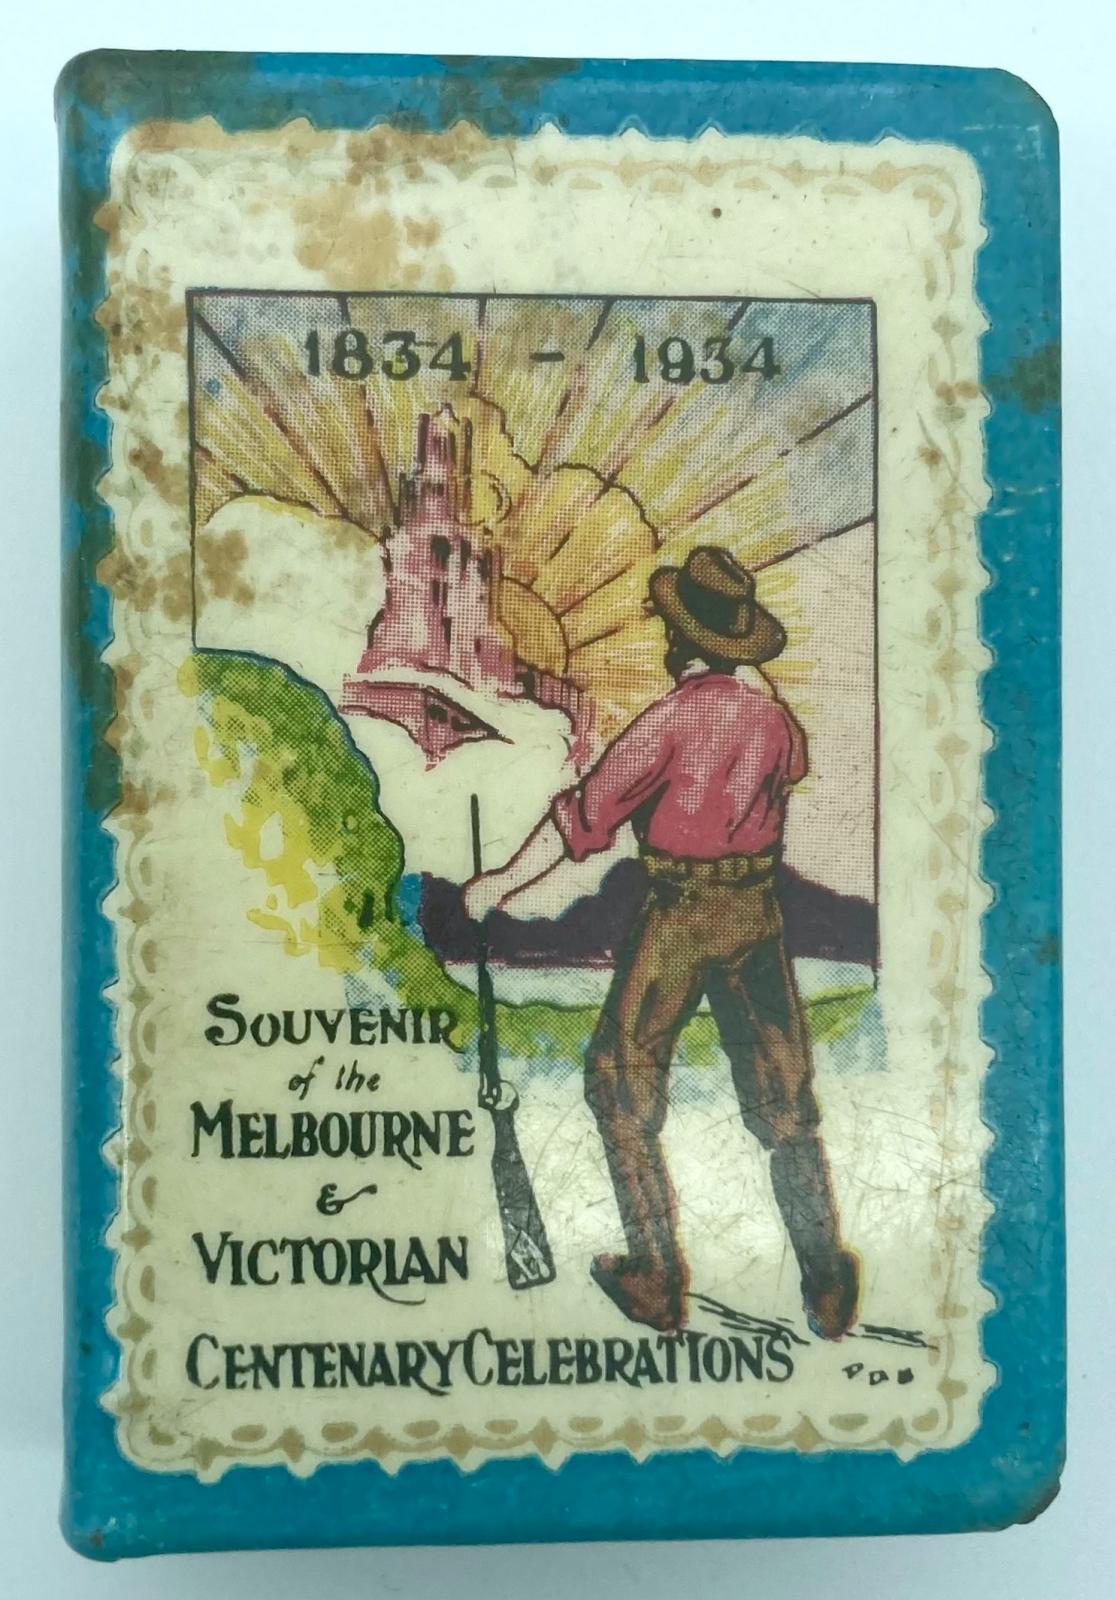 1834 - 1934
SOUVENIR
of the
MELBOURNE
&
VICTORIAN
CENTENARY CELEBRATIONS